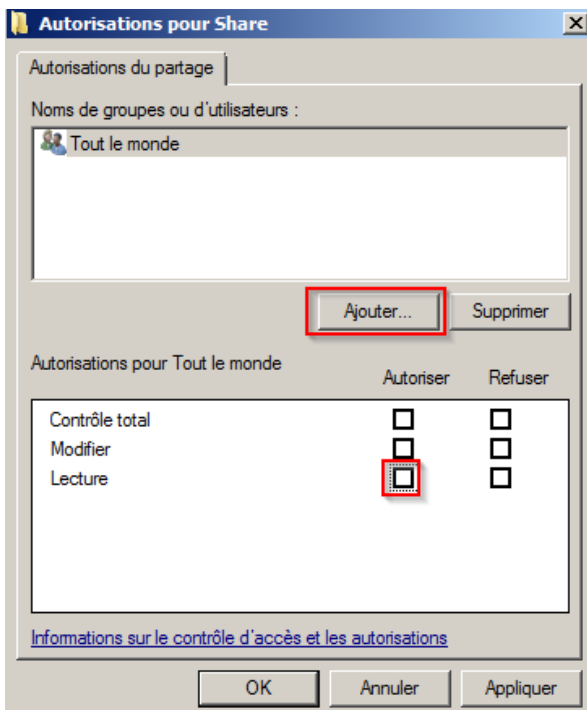 Autorisations pour Share
Autorisations du partage
Noms de groupes ou d'utilisateurs :
Tout le monde
Ajouter... Supprimer
Autorisations pour Tout le monde Autoriser Refuser
Contrôle total
Modifier
Lecture
Informations sur le contrôle d'accès et les autorisations
OK Annuler Appliquer